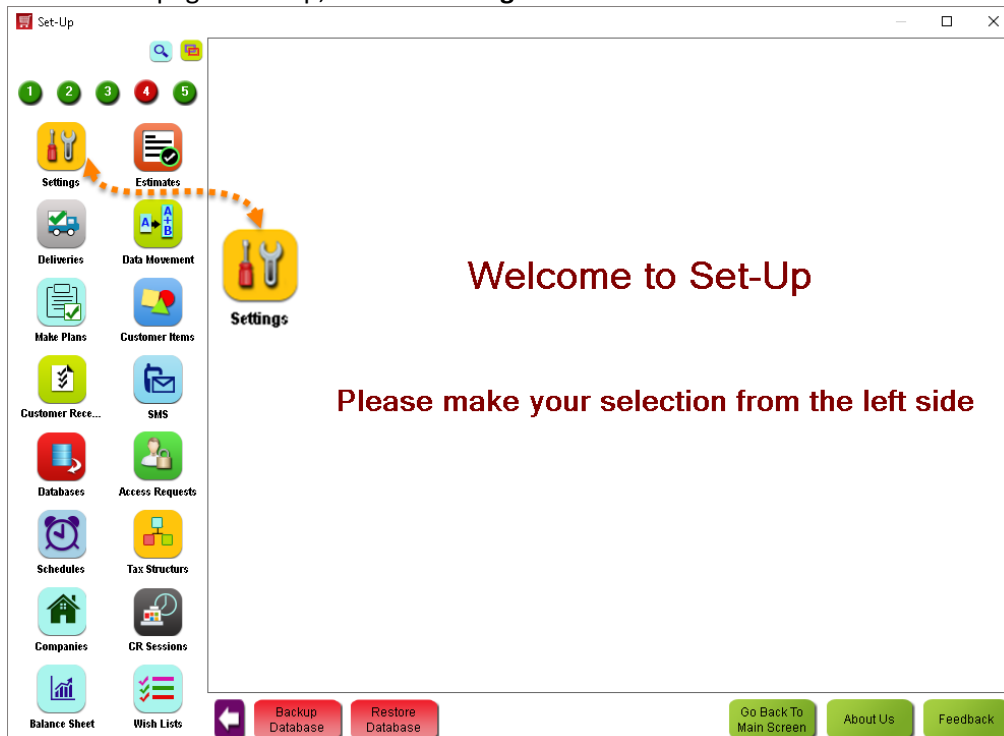 Set-Up
1 2 3 4 5
Settings
Estimates
Deliveries
Data Movement
A
A
+
B
Make Plans
Customer Items
Customer Rece...
SMS
Databases
Access Requests
Schedules
Tax Structurs
Companies
CR Sessions
Balance Sheet
Wish Lists
Settings
Welcome to Set-Up
Please make your selection from the left side
Backup
Database
Restore
Database
Go Back To
Main Screen
About Us
Feedback